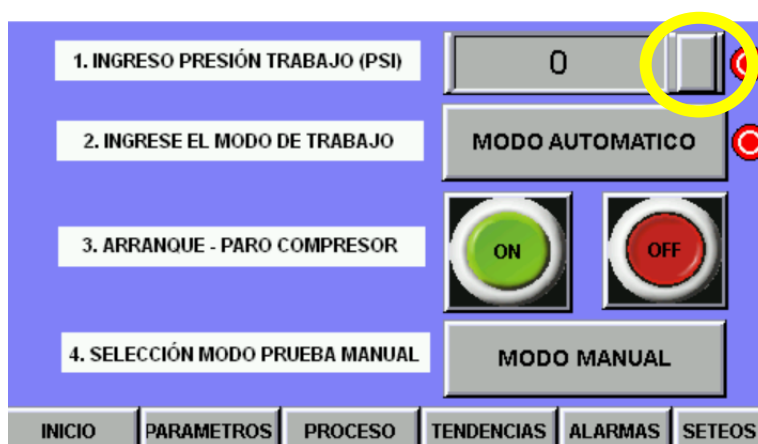 1. INGRESO PRESIÓN TRABAJO (PSI)
0
2. INGRESE EL MODO DE TRABAJO
MODO AUTOMATICO
3. ARRANQUE - PARO COMPRESOR
ON
OFF
4. SELECCIÓN MODO PRUEBA MANUAL
MODO MANUAL
INICIO
PARAMETROS
PROCESO
TENDENCIAS
ALARMAS
SETEOS